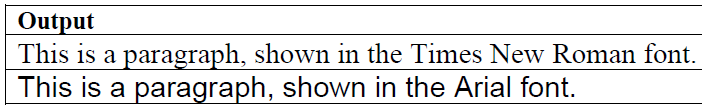 Output
This is a paragraph, shown in the Times New Roman font.
This is a paragraph, shown in the Arial font.